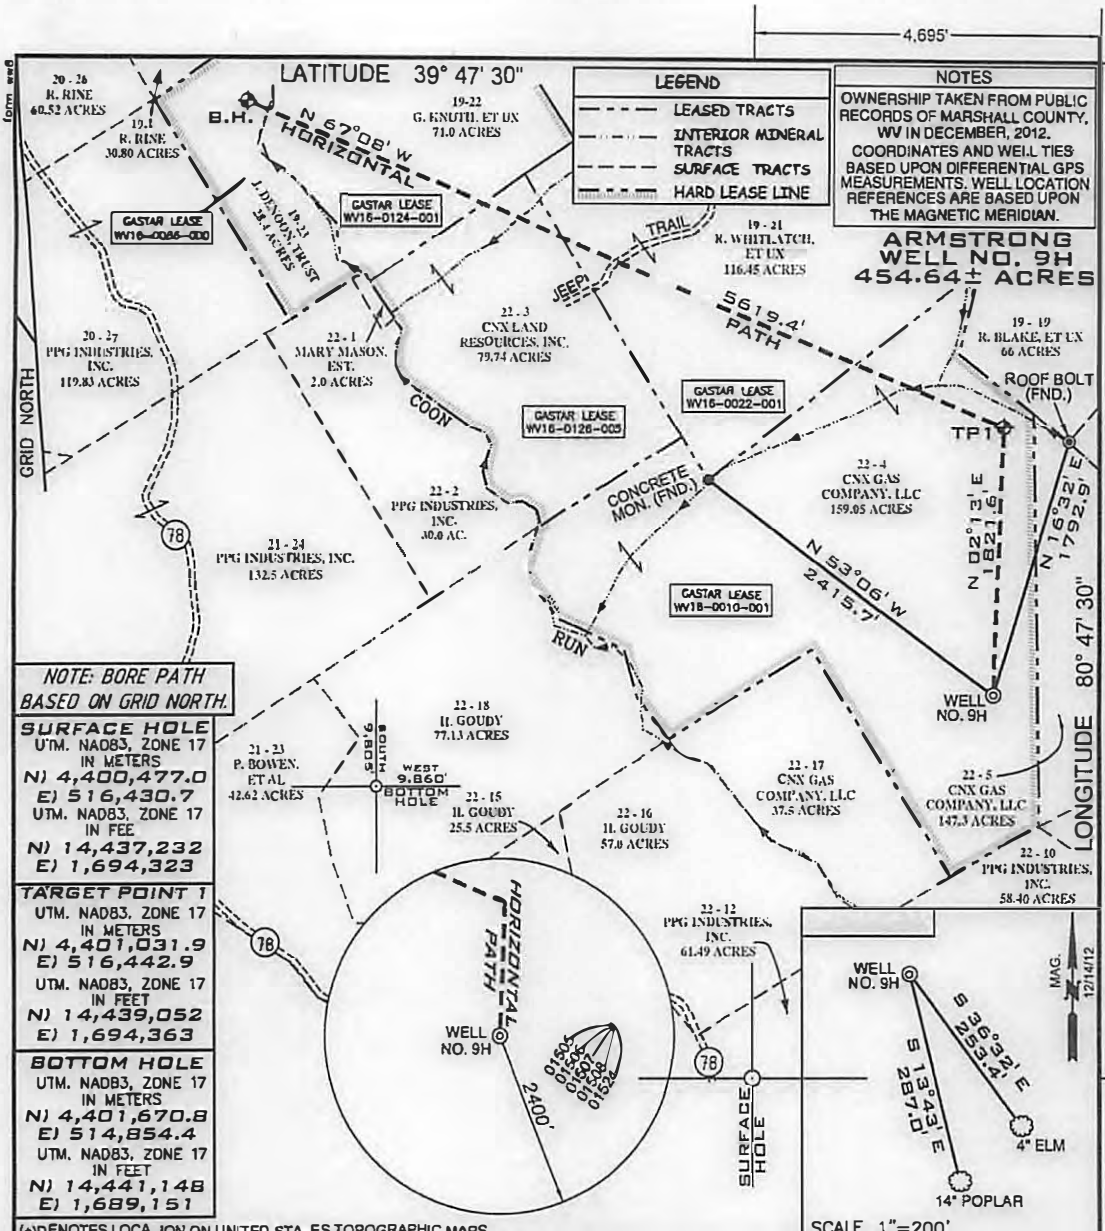 4,695'
form ww6
LATITUDE 39° 47' 30"
20 - 26
R. RINE
60.52 ACRES
19.1
R. RINE
30.80 ACRES
B.H.
N 67°08' W
HORIZONTAL
19-22
G. KNUTH, ET UX
71.0 ACRES
LEGEND
LEASED TRACTS
INTERIOR MINERAL
TRACTS
SURFACE TRACTS
HARD LEASE LINE
NOTES
OWNERSHIP TAKEN FROM PUBLIC
RECORDS OF MARSHALL COUNTY,
WV IN DECEMBER, 2012.
COORDINATES AND WELL TIES
BASED UPON DIFFERENTIAL GPS
MEASUREMENTS. WELL LOCATION
REFERENCES ARE BASED UPON
THE MAGNETIC MERIDIAN.
GASTAR LEASE
WV16-0086-000
19-23
J. DENOON, TRUST
28.4 ACRES
GASTAR LEASE
WV16-0124-001
JEEP
TRAIL
19 - 21
R. WHITLATCH,
ET UX
116.45 ACRES
ARMSTRONG
WELL NO. 9H
454.64± ACRES
5619.4'
PATH
19 - 19
R. BLAKE, ET UX
66 ACRES
ROOF BOLT
(FND.)
GRID NORTH
20 - 27
PPG INDUSTRIES,
INC.
119.83 ACRES
22 - 1
MARY MASON,
EST.
2.0 ACRES
22 - 3
CNX LAND
RESOURCES, INC.
79.74 ACRES
COON
GASTAR LEASE
WV16-0126-005
GASTAR LEASE
WV16-0022-001
TP1
78
22 - 2
PPG INDUSTRIES,
INC.
30.0 AC.
CONCRETE
MON. (FND.)
22 - 4
CNX GAS
COMPANY, LLC
159.05 ACRES
N 02°13' E
1821.6'
N 16°32' E
1792.9'
21 - 24
PPG INDUSTRIES, INC.
132.5 ACRES
N 53°06' W
2415.7'
GASTAR LEASE
WV16-0010-001
RUN
WELL
NO. 9H
LONGITUDE 80° 47' 30"
NOTE: BORE PATH
BASED ON GRID NORTH.
SURFACE HOLE
UTM. NAD83, ZONE 17
IN METERS
N) 4,400,477.0
E) 516,430.7
UTM. NAD83, ZONE 17
IN FEE
N) 14,437,232
E) 1,694,323
TARGET POINT 1
UTM. NAD83, ZONE 17
IN METERS
N) 4,401,031.9
E) 516,442.9
UTM. NAD83, ZONE 17
IN FEET
N) 14,439,052
E) 1,694,363
BOTTOM HOLE
UTM. NAD83, ZONE 17
IN METERS
N) 4,401,670.8
E) 514,854.4
UTM. NAD83, ZONE 17
IN FEET
N) 14,441,148
E) 1,689,151
21 - 23
P. BOWEN,
ET AL
42.62 ACRES
SOUTH
9,805'
WEST
9,860'
BOTTOM
HOLE
22 - 18
H. GOUDY
77.13 ACRES
22 - 15
H. GOUDY
25.5 ACRES
22 - 16
H. GOUDY
57.0 ACRES
22 - 17
CNX GAS
COMPANY, LLC
37.5 ACRES
22 - 5
CNX GAS
COMPANY, LLC
147.3 ACRES
22 - 10
PPG INDUSTRIES,
INC.
58.40 ACRES
78
HORIZONTAL
PATH
WELL
NO. 9H
01605
01606
01607
01508
01524
2400'
22 - 12
PPG INDUSTRIES,
INC.
61.49 ACRES
78
SURFACE
HOLE
WELL
NO. 9H
MAG.
12/14/12
S 36°32' E
253.4'
S 13°43' E
287.0'
4" ELM
14" POPLAR
SCALE 1"=200'
(+)DENOTES LOCA ION ON UNITED STA ES TOPOGRAPHIC MAPS